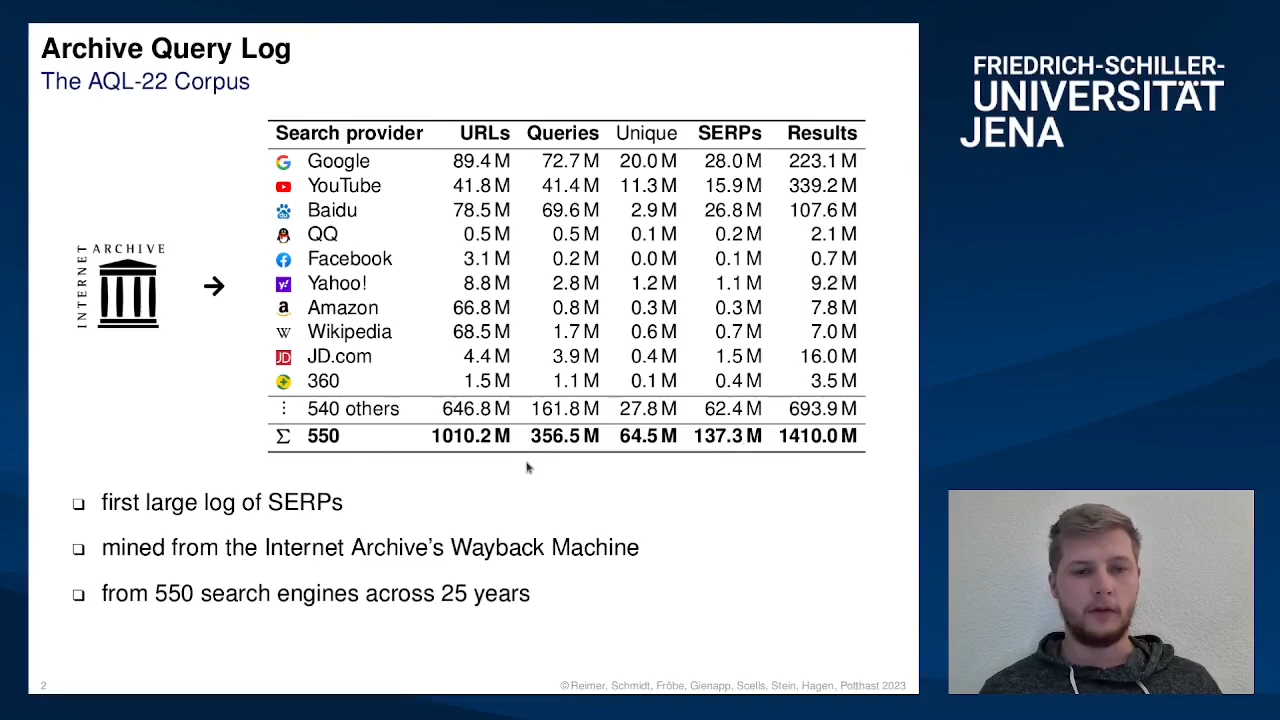 Archive Query Log
The AQL-22 Corpus
FRIEDRICH-SCHILLER-
UNIVERSITÄT
JENA
INTERNET ARCHIVE
Search provider URLs Queries Unique SERPs Results
Google 89.4 M 72.7 M 20.0 M 28.0 M 223.1 M
YouTube 41.8 M 41.4 M 11.3 M 15.9 M 339.2 M
Baidu 78.5 M 69.6 M 2.9 M 26.8 M 107.6 M
QQ 0.5 M 0.5 M 0.1 M 0.2 M 2.1 M
Facebook 3.1 M 0.2 M 0.0 M 0.1 M 0.7 M
Yahoo! 8.8 M 2.8 M 1.2 M 1.1 M 9.2 M
Amazon 66.8 M 0.8 M 0.3 M 0.3 M 7.8 M
W Wikipedia 68.5 M 1.7 M 0.6 M 0.7 M 7.0 M
JD JD.com 4.4 M 3.9 M 0.4 M 1.5 M 16.0 M
360 1.5 M 1.1 M 0.1 M 0.4 M 3.5 M
⋮ 540 others 646.8 M 161.8 M 27.8 M 62.4 M 693.9 M
Σ 550 1010.2 M 356.5 M 64.5 M 137.3 M 1410.0 M
❑ first large log of SERPs
❑ mined from the Internet Archive's Wayback Machine
❑ from 550 search engines across 25 years
2 © Reimer, Schmidt, Fröbe, Gienapp, Scells, Stein, Hagen, Potthast 2023